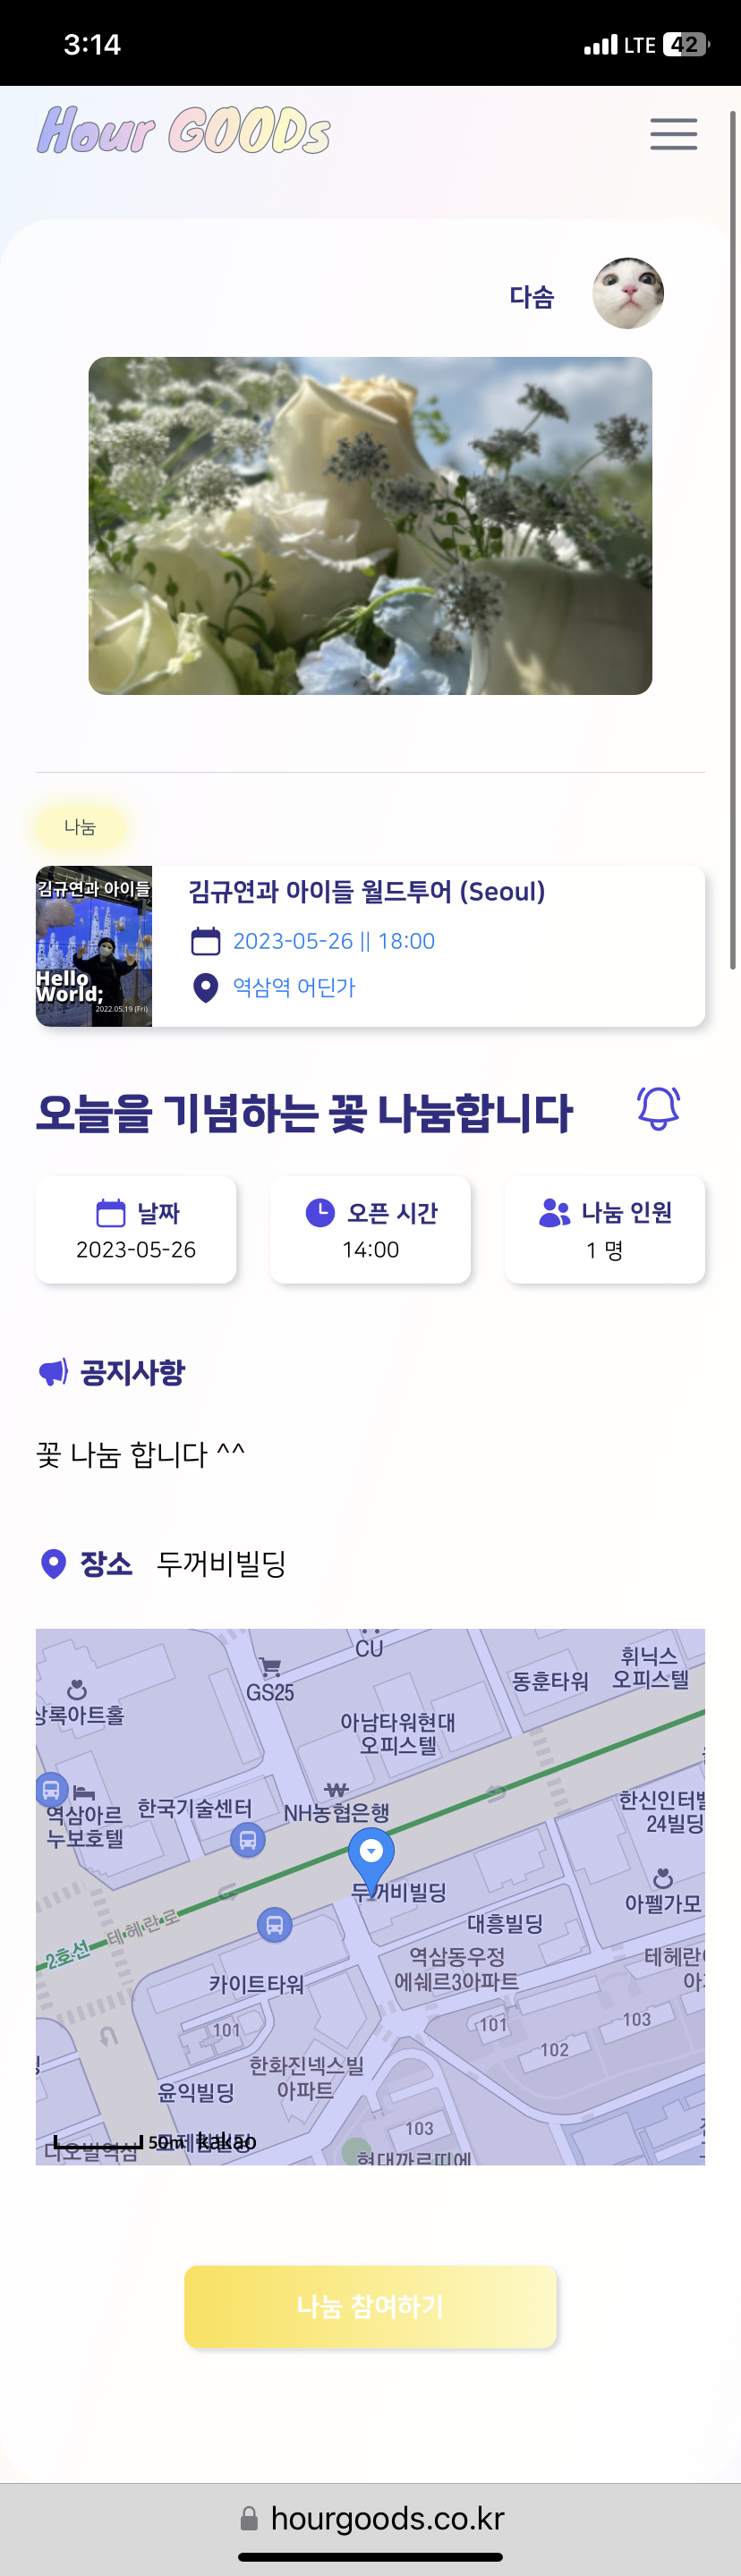 3:14
LTE 42
Hour GOODs
다솜
나눔
김규연과 아이들
Hello
World;
2022.05.19 (Fri)
김규연과 아이들 월드투어 (Seoul)
2023-05-26 || 18:00
역삼역 어딘가
오늘을 기념하는 꽃 나눔합니다
날짜
2023-05-26
오픈 시간
14:00
나눔 인원
1 명
공지사항
꽃 나눔 합니다 ^^
장소 두꺼비빌딩
CU
GS25
휘닉스
오피스텔
동훈타워
상록아트홀
아남타워현대
오피스텔
역삼아르
누보호텔
한국기술센터
NH농협은행
한신인터
24빌딩
두꺼비빌딩
아펠가모
대흥빌딩
테헤란로
2호선
역삼동우정
에쉐르3아파트
테헤란
카이트타워
101
101
102
103
한화진넥스빌
아파트
윤익빌딩
103
50m
kakao
현대까르띠에
나눔 참여하기
hourgoods.co.kr